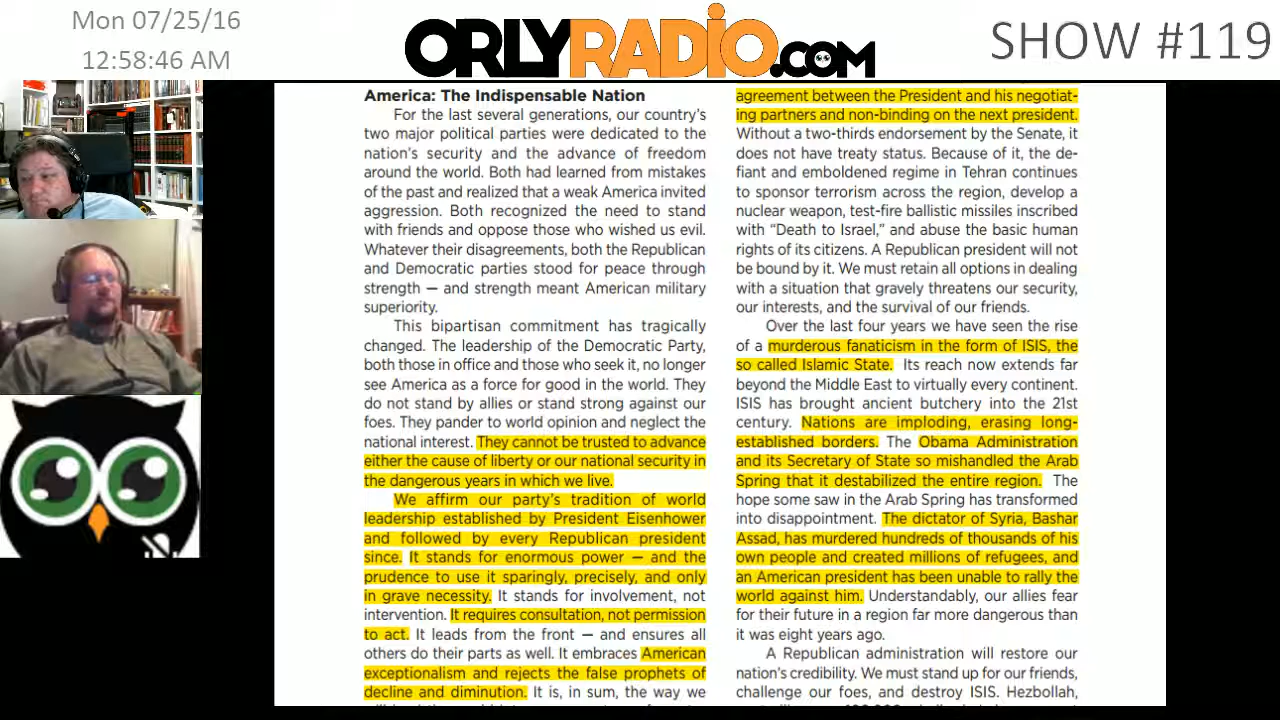 Mon 07/25/16
12:58:46 AM
ORLYRADiO.COM
SHOW #119
America: The Indispensable Nation
For the last several generations, our country's
two major political parties were dedicated to the
nation's security and the advance of freedom
around the world. Both had learned from mistakes
of the past and realized that a weak America invited
aggression. Both recognized the need to stand
with friends and oppose those who wished us evil.
Whatever their disagreements, both the Republican
and Democratic parties stood for peace through
strength — and strength meant American military
superiority.
This bipartisan commitment has tragically
changed. The leadership of the Democratic Party,
both those in office and those who seek it, no longer
see America as a force for good in the world. They
do not stand by allies or stand strong against our
foes. They pander to world opinion and neglect the
national interest. They cannot be trusted to advance
either the cause of liberty or our national security in
the dangerous years in which we live.
We affirm our party's tradition of world
leadership established by President Eisenhower
and followed by every Republican president
since. It stands for enormous power — and the
prudence to use it sparingly, precisely, and only
in grave necessity. It stands for involvement, not
intervention. It requires consultation, not permission
to act. It leads from the front — and ensures all
others do their parts as well. It embraces American
exceptionalism and rejects the false prophets of
decline and diminution. It is, in sum, the way we
agreement between the President and his negotiat-
ing partners and non-binding on the next president.
Without a two-thirds endorsement by the Senate, it
does not have treaty status. Because of it, the de-
fiant and emboldened regime in Tehran continues
to sponsor terrorism across the region, develop a
nuclear weapon, test-fire ballistic missiles inscribed
with "Death to Israel," and abuse the basic human
rights of its citizens. A Republican president will not
be bound by it. We must retain all options in dealing
with a situation that gravely threatens our security,
our interests, and the survival of our friends.
Over the last four years we have seen the rise
of a murderous fanaticism in the form of ISIS, the
so called Islamic State. Its reach now extends far
beyond the Middle East to virtually every continent.
ISIS has brought ancient butchery into the 21st
century. Nations are imploding, erasing long-
established borders. The Obama Administration
and its Secretary of State so mishandled the Arab
Spring that it destabilized the entire region. The
hope some saw in the Arab Spring has transformed
into disappointment. The dictator of Syria, Bashar
Assad, has murdered hundreds of thousands of his
own people and created millions of refugees, and
an American president has been unable to rally the
world against him. Understandably, our allies fear
for their future in a region far more dangerous than
it was eight years ago.
A Republican administration will restore our
nation's credibility. We must stand up for our friends,
challenge our foes, and destroy ISIS. Hezbollah,